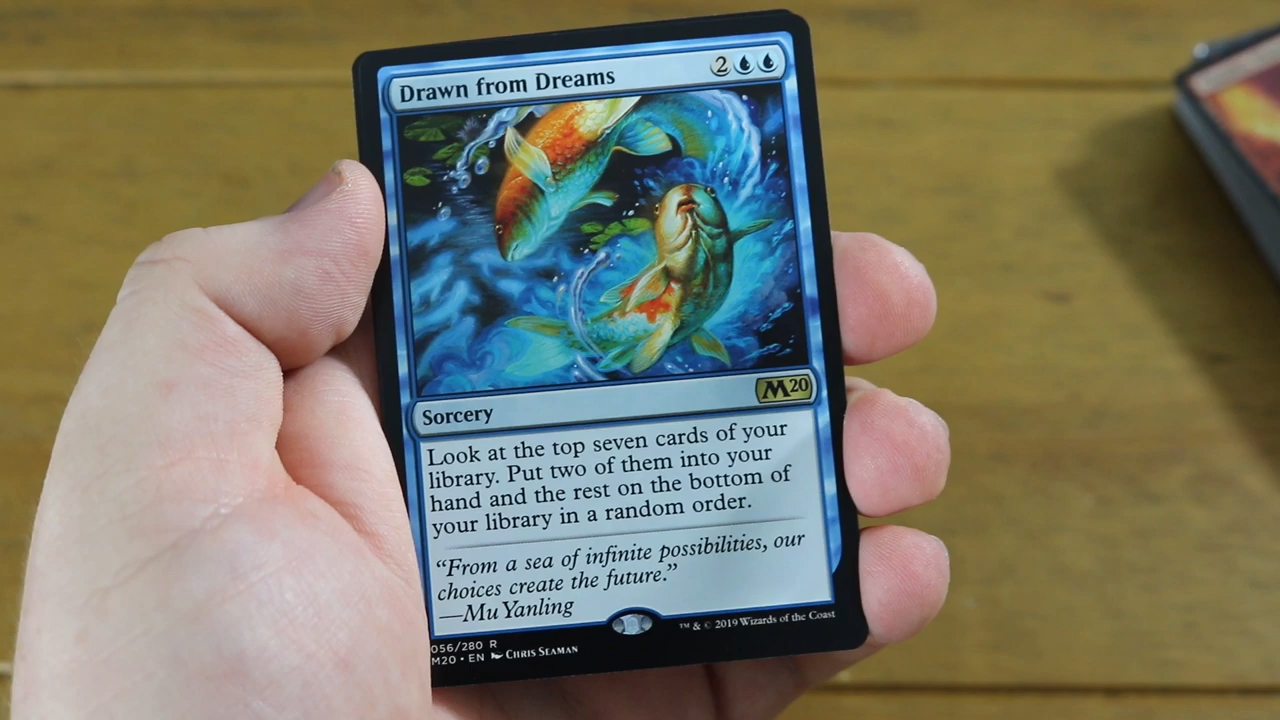 Drawn from Dreams 2
M20
Sorcery
Look at the top seven cards of your
library. Put two of them into your
hand and the rest on the bottom of
your library in a random order.
“From a sea of infinite possibilities, our
choices create the future.”
—Mu Yanling
056/280 R
M20 • EN Chris Seaman
™ & © 2019 Wizards of the Coast